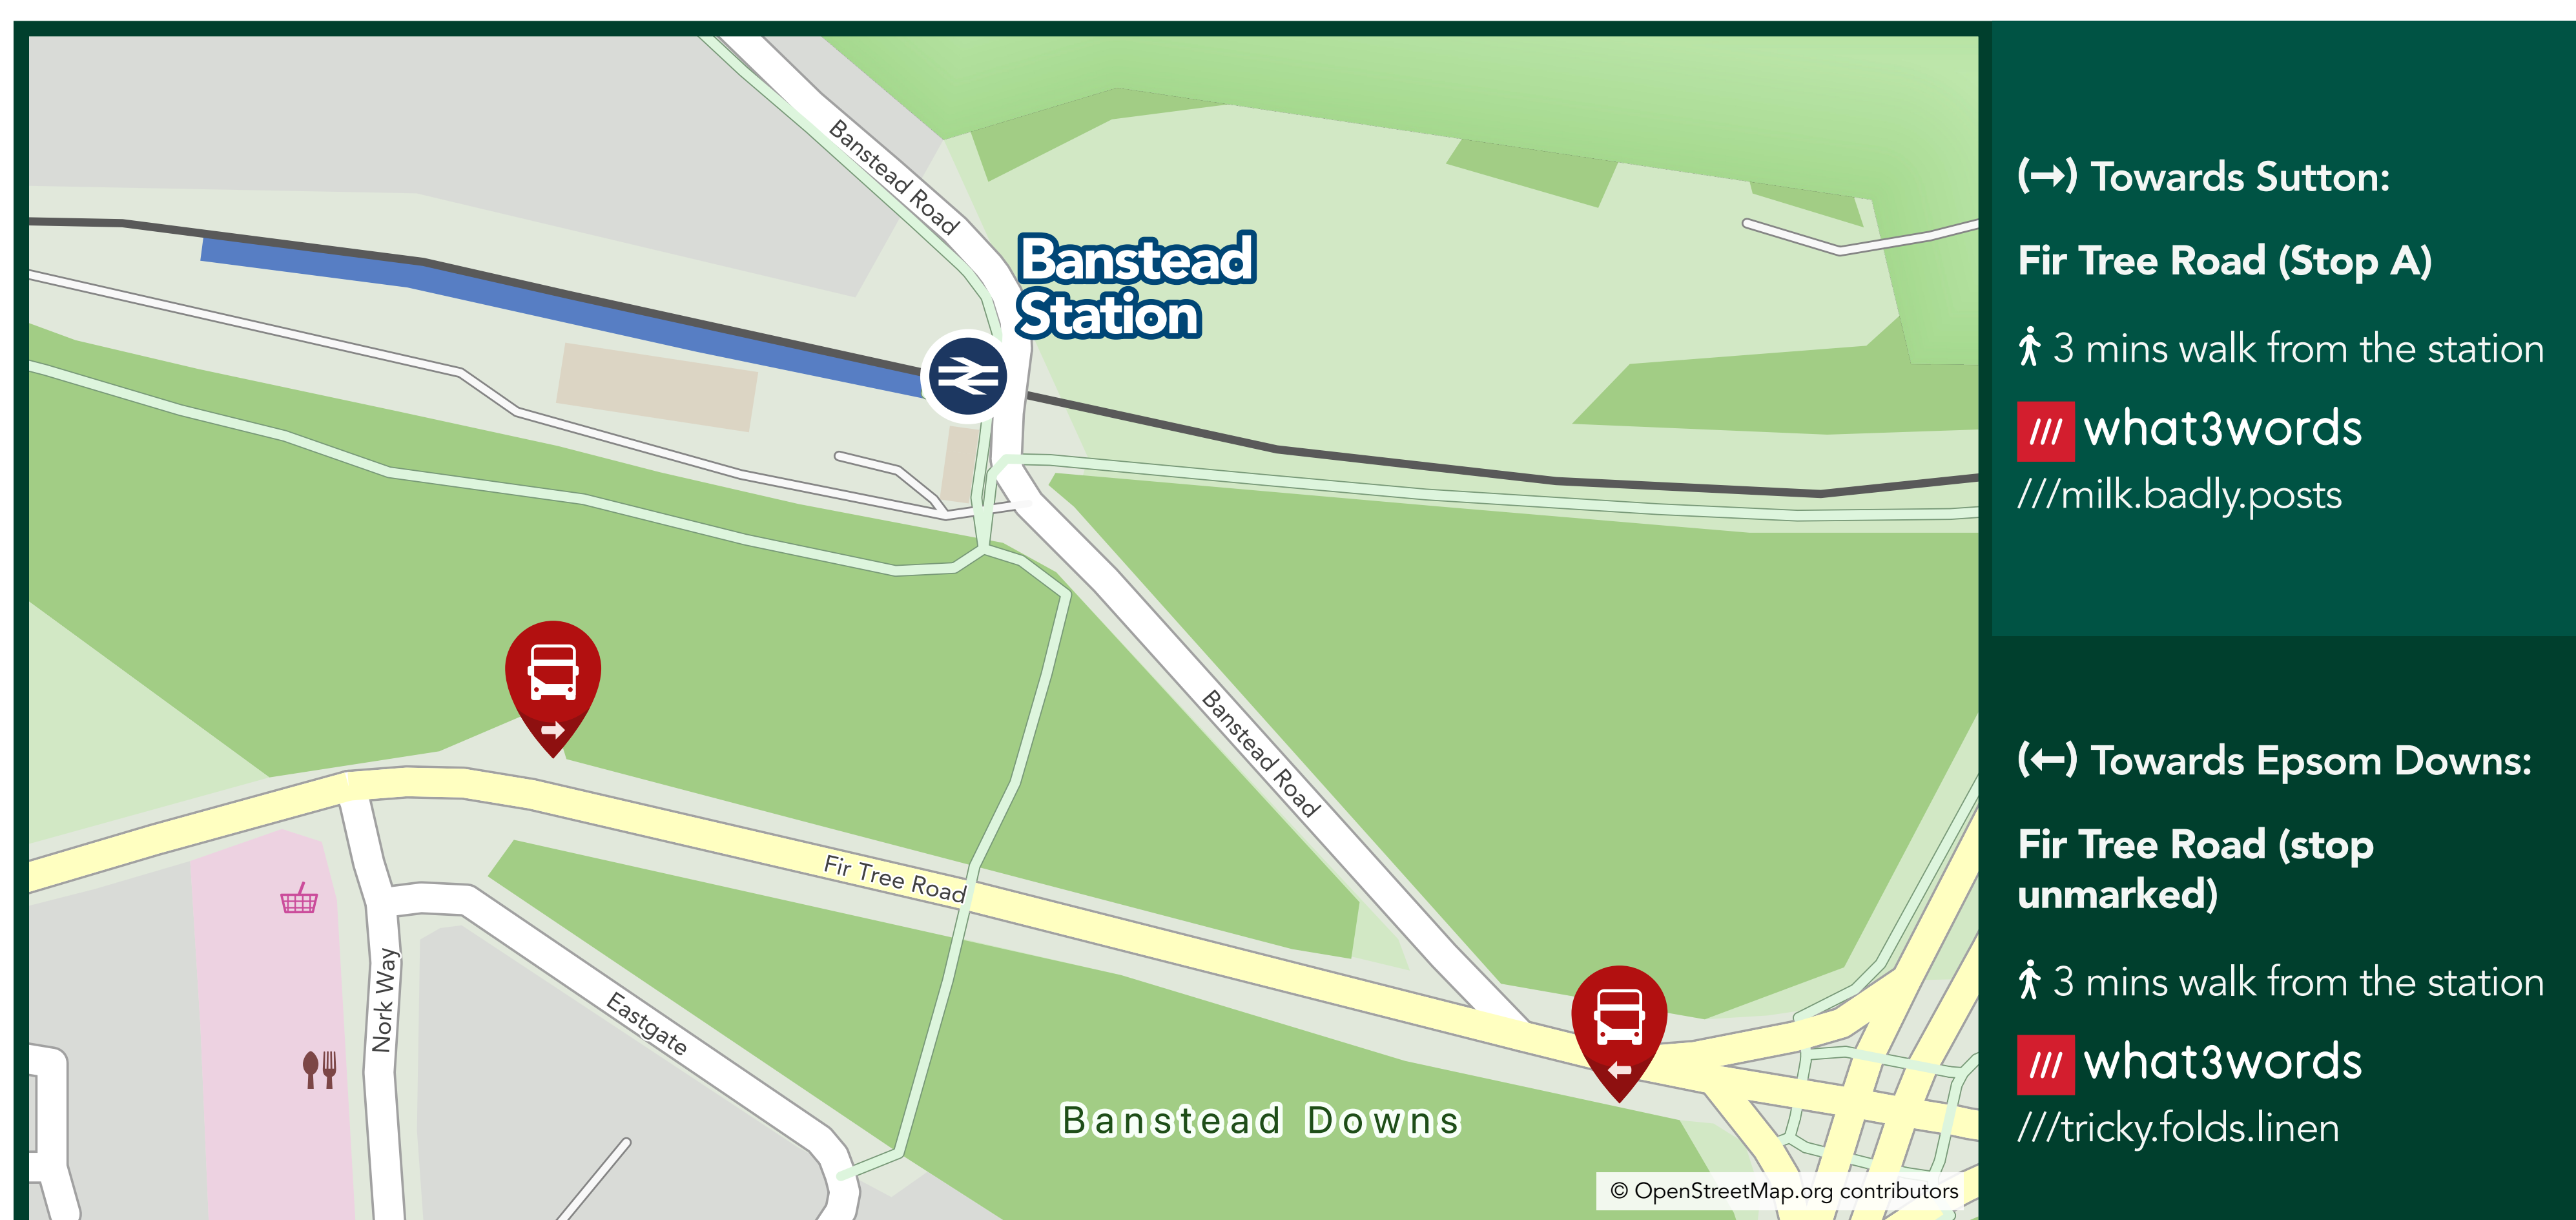 Banstead Road
Banstead
Station
Banstead Road
Fir Tree Road
Nork Way
Eastgate
Banstead Downs
© OpenStreetMap.org contributors
(→) Towards Sutton:
Fir Tree Road (Stop A)
3 mins walk from the station
/// what3words
///milk.badly.posts
(←) Towards Epsom Downs:
Fir Tree Road (stop
unmarked)
3 mins walk from the station
/// what3words
///tricky.folds.linen